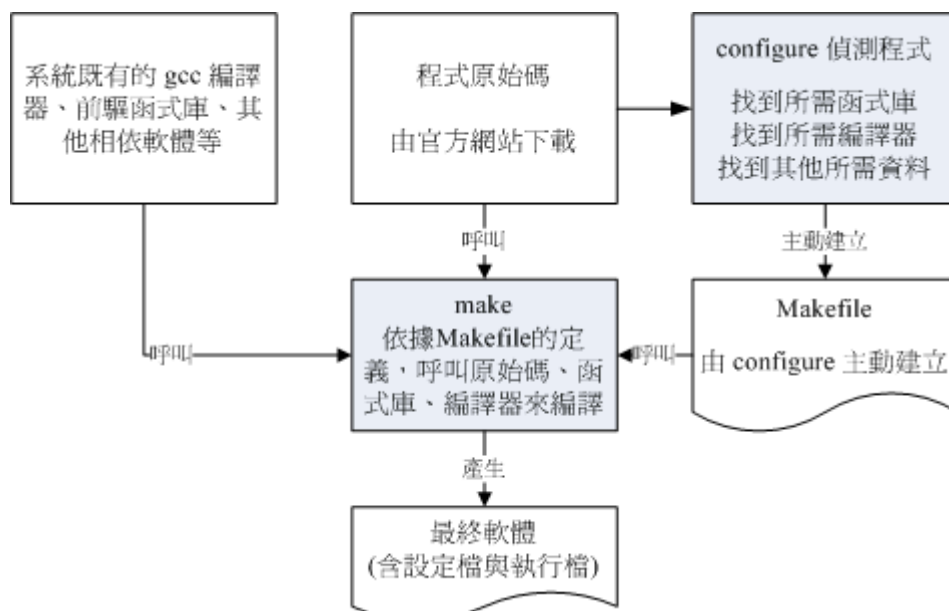 系統既有的 gcc 編譯
器、前驅函式庫、其
他相依軟體等
程式原始碼
由官方網站下載
configure 偵測程式
找到所需函式庫
找到所需編譯器
找到其他所需資料
呼叫
主動建立
make
依據Makefile的定
義，呼叫原始碼、函
式庫、編譯器來編譯
Makefile
由 configure 主動建立
呼叫
呼叫
產生
最終軟體
(含設定檔與執行檔)